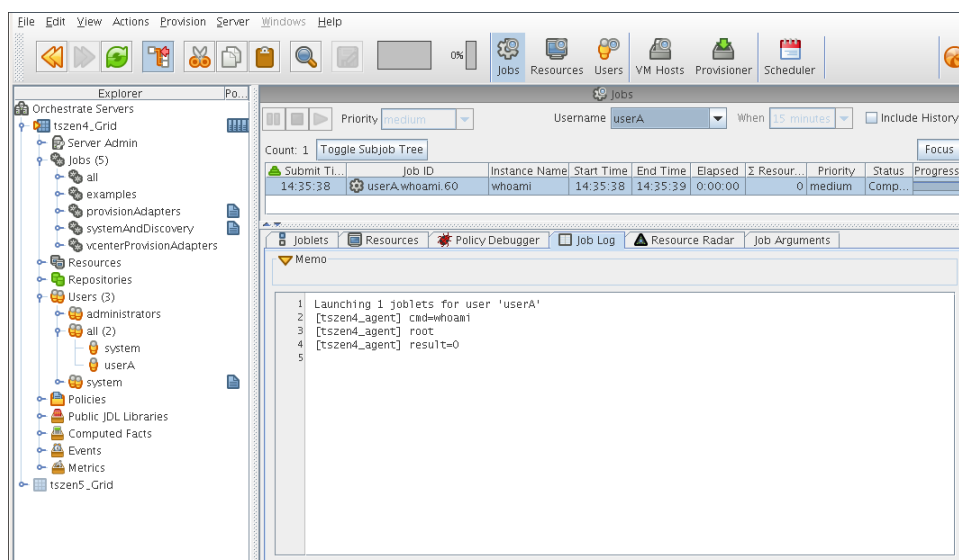 File Edit View Actions Provision Server Windows Help
0%
Jobs Resources Users VM Hosts Provisioner Scheduler
Explorer Po...
Orchestrate Servers
tszen4_Grid
Server Admin
Jobs (5)
all
examples
provisionAdapters
systemAndDiscovery
vcenterProvisionAdapters
Resources
Repositories
Users (3)
administrators
all (2)
system
userA
system
Policies
Public JDL Libraries
Computed Facts
Events
Metrics
tszen5_Grid
Jobs
Priority medium Username userA When 15 minutes Include History
Count: 1 Toggle Subjob Tree Focus
Submit Ti... Job ID Instance Name Start Time End Time Elapsed Σ Resour... Priority Status Progress
14:35:38 userA.whoami.60 whoami 14:35:38 14:35:39 0:00:00 0 medium Comp...
Joblets Resources Policy Debugger Job Log Resource Radar Job Arguments
Memo
1 Launching 1 joblets for user 'userA'
2 [tszen4_agent] cmd=whoami
3 [tszen4_agent] root
4 [tszen4_agent] result=0
5